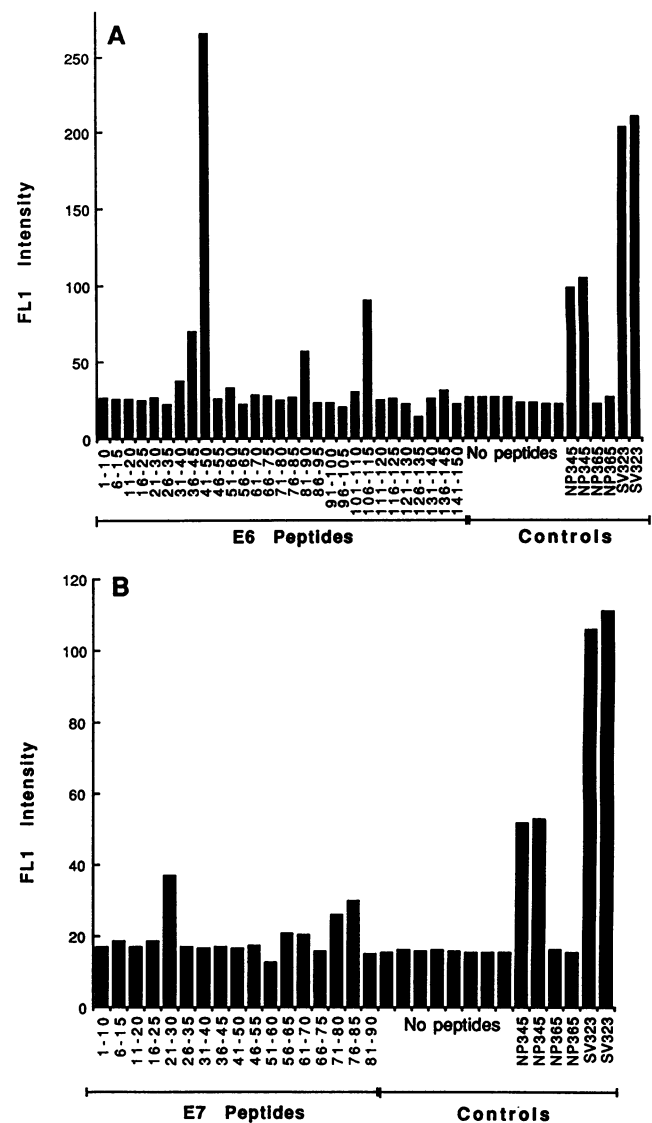 A
250
200
150
100
50
0
FL1 Intensity
1-10
6-15
11-20
16-25
21-30
26-35
31-40
36-45
41-50
46-55
51-60
56-65
61-70
66-75
71-80
76-85
81-90
86-95
91-100
96-105
101-110
106-115
111-120
116-125
121-130
126-135
131-140
136-145
141-150
No peptides
NP345
NP345
NP365
NP365
SV323
SV323
E6 Peptides
Controls
B
120
100
80
60
40
20
0
FL1 Intensity
1-10
6-15
11-20
16-25
21-30
26-35
31-40
36-45
41-50
46-55
51-60
56-65
61-70
66-75
71-80
76-85
81-90
No peptides
NP345
NP345
NP365
NP365
SV323
SV323
E7 Peptides
Controls